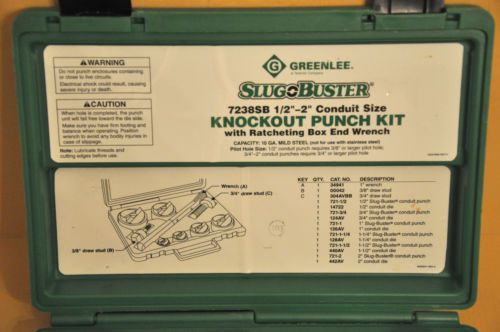 WARNING
Do not punch enclosures containing
or close to live circuits.
Electrical shock could result, causing
severe injury or death.
CAUTION
When hole is completed, the punch
unit will fall toward the die side.
Make sure you have firm footing and
balance when operating. Position
wrench to avoid any bodily injury in
case of slippage.
Note: Lubricate threads and
cutting edges before use.
G GREENLEE
A Textron Company
SLUG-BUSTER®
7238SB 1/2"-2" Conduit Size
KNOCKOUT PUNCH KIT
with Ratcheting Box End Wrench
CAPACITY: 10 GA. MILD STEEL (not for use with stainless steel)
Pilot Hole Size: 1/2" conduit punch requires 3/8" or larger pilot hole;
3/4"-2" conduit punches require 3/4" or larger pilot hole.
Wrench (A)
3/4" draw stud (C)
3/8" draw stud (B)
KEY QTY. CAT. NO. DESCRIPTION
A 1 34941 1" wrench
B 1 00042 3/8" draw stud
C 1 304AVBB 3/4" draw stud
1 721-1/2 1/2" Slug-Buster® conduit punch
1 14722 1/2" conduit die
1 721-3/4 3/4" Slug-Buster® conduit punch
1 125AV 3/4" conduit die
1 721-1 1" Slug-Buster® conduit punch
1 126AV 1" conduit die
1 721-1-1/4 1-1/4" Slug-Buster® conduit punch
1 128AV 1-1/4" conduit die
1 721-1-1/2 1-1/2" Slug-Buster® conduit punch
1 440AV 1-1/2" conduit die
1 721-2 2" Slug-Buster® conduit punch
1 442AV 2" conduit die